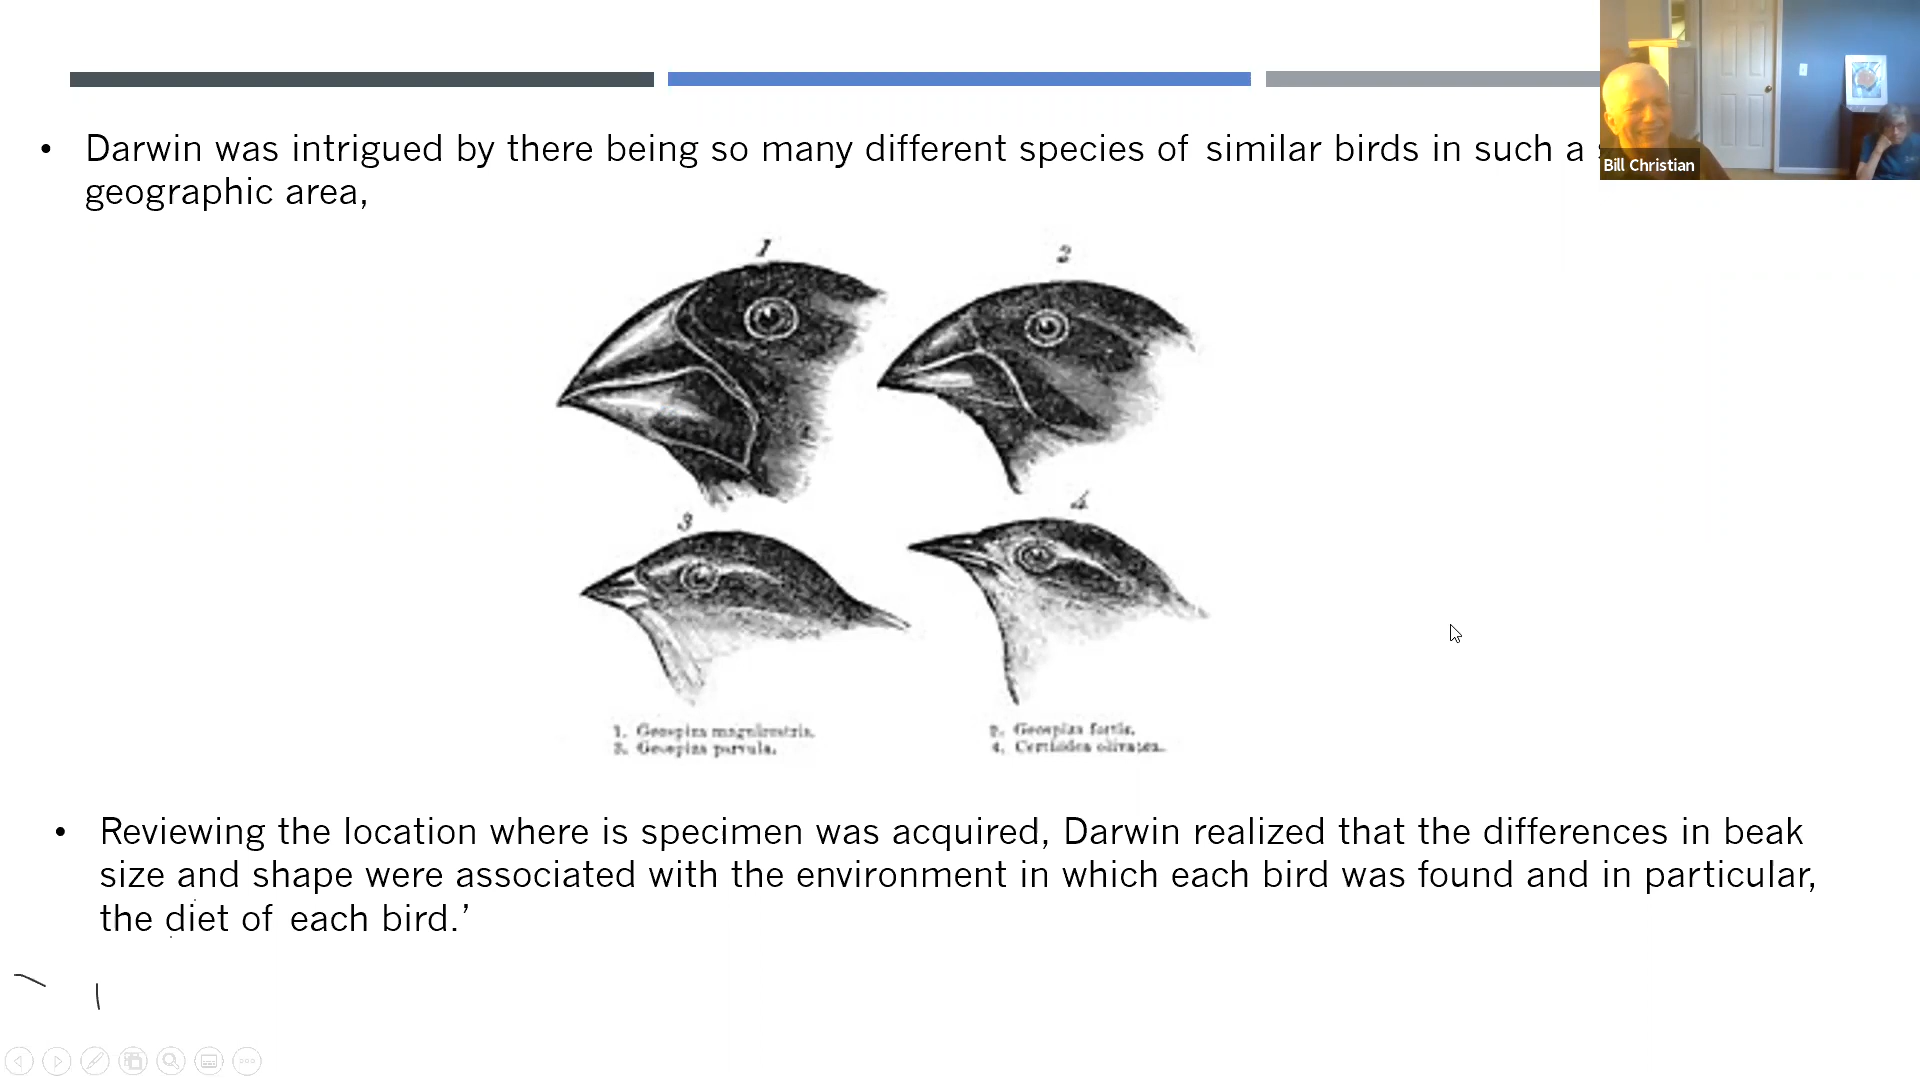 • Darwin was intrigued by there being so many different species of similar birds in such a
geographic area,
Bill Christian
1
2
3
4
1. Geospiza magnirostris.
2. Geospiza fortis.
3. Geospiza parvula.
4. Certhidea olivasea.
• Reviewing the location where is specimen was acquired, Darwin realized that the differences in beak
size and shape were associated with the environment in which each bird was found and in particular,
the diet of each bird.’